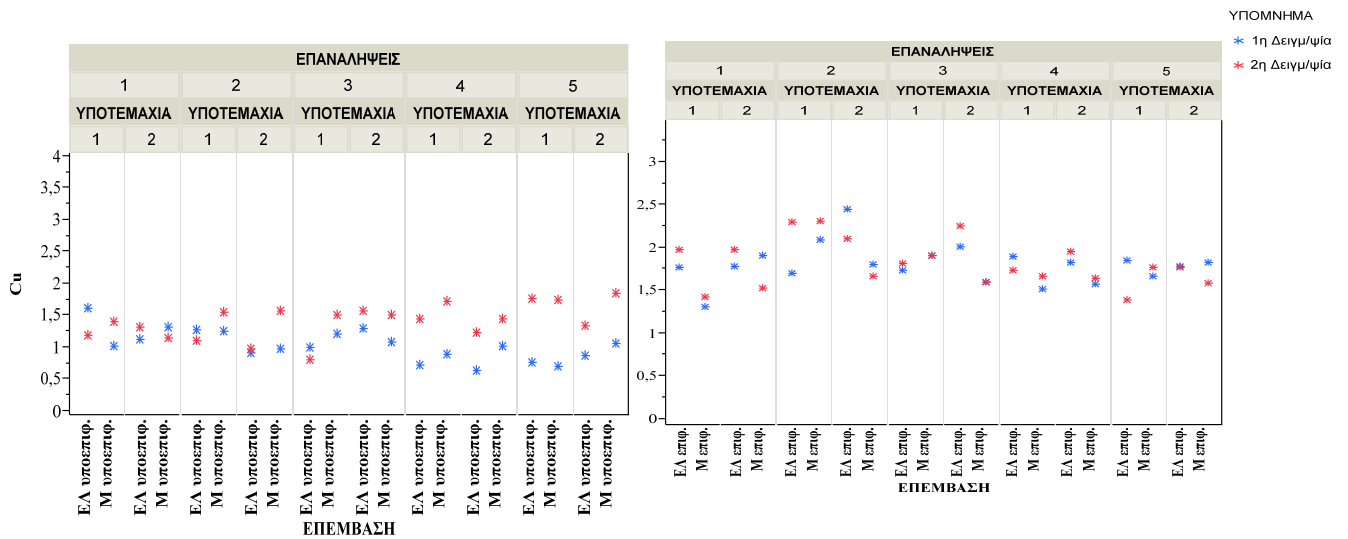 ΥΠΟΜΝΗΜΑ
1η Δειγμ/ψία
2η Δειγμ/ψία
ΕΠΑΝΑΛΗΨΕΙΣ
1 2 3 4 5
ΥΠΟΤΕΜΑΧΙΑ ΥΠΟΤΕΜΑΧΙΑ ΥΠΟΤΕΜΑΧΙΑ ΥΠΟΤΕΜΑΧΙΑ ΥΠΟΤΕΜΑΧΙΑ
1 2 1 2 1 2 1 2 1 2
4
3,5
3
2,5
2
1,5
1
0,5
0
Cu
ΕΛ υποεπιφ.
Μ υποεπιφ.
ΕΛ υποεπιφ.
Μ υποεπιφ.
ΕΛ υποεπιφ.
Μ υποεπιφ.
ΕΛ υποεπιφ.
Μ υποεπιφ.
ΕΛ υποεπιφ.
Μ υποεπιφ.
ΕΛ υποεπιφ.
Μ υποεπιφ.
ΕΛ υποεπιφ.
Μ υποεπιφ.
ΕΛ υποεπιφ.
Μ υποεπιφ.
ΕΛ υποεπιφ.
Μ υποεπιφ.
ΕΛ υποεπιφ.
Μ υποεπιφ.
ΕΠΕΜΒΑΣΗ
ΕΠΑΝΑΛΗΨΕΙΣ
1 2 3 4 5
ΥΠΟΤΕΜΑΧΙΑ ΥΠΟΤΕΜΑΧΙΑ ΥΠΟΤΕΜΑΧΙΑ ΥΠΟΤΕΜΑΧΙΑ ΥΠΟΤΕΜΑΧΙΑ
1 2 1 2 1 2 1 2 1 2
3
2,5
2
1,5
1
0,5
0
ΕΛ επιφ.
Μ επιφ.
ΕΛ επιφ.
Μ επιφ.
ΕΛ επιφ.
Μ επιφ.
ΕΛ επιφ.
Μ επιφ.
ΕΛ επιφ.
Μ επιφ.
ΕΛ επιφ.
Μ επιφ.
ΕΛ επιφ.
Μ επιφ.
ΕΛ επιφ.
Μ επιφ.
ΕΛ επιφ.
Μ επιφ.
ΕΛ επιφ.
Μ επιφ.
ΕΠΕΜΒΑΣΗ